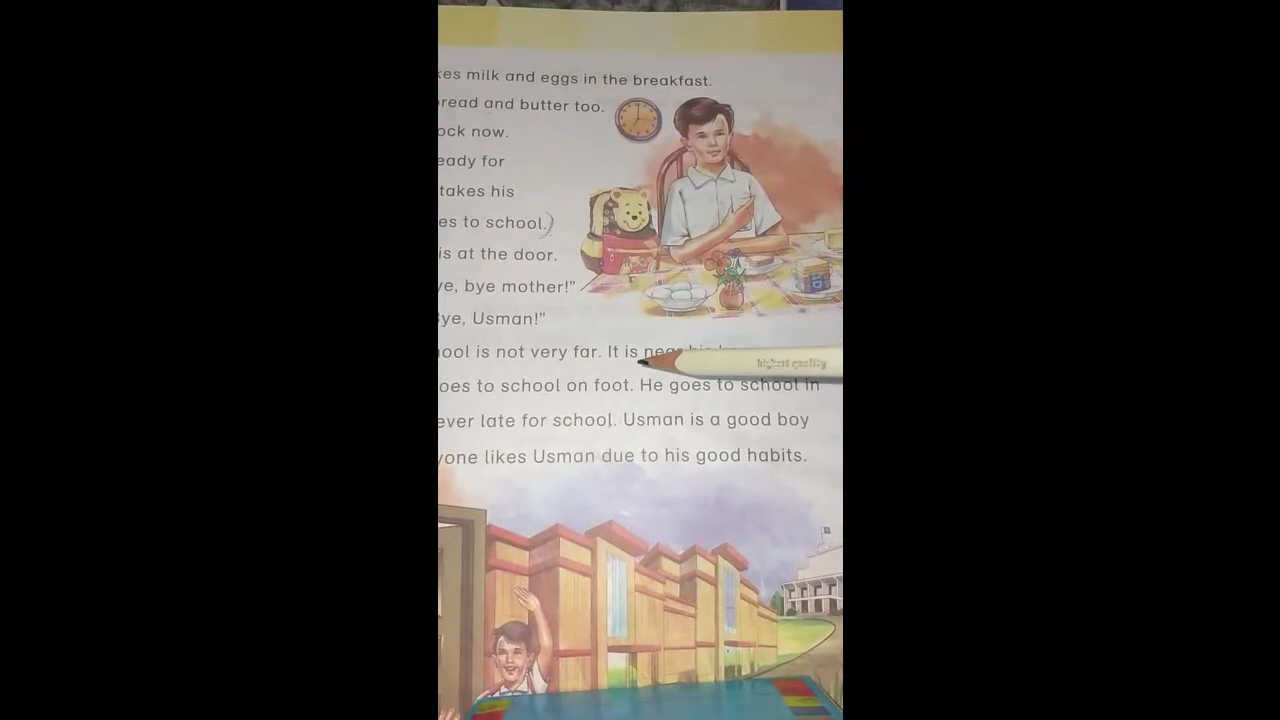 kes milk and eggs in the breakfast.
bread and butter too.
ock now.
eady for
takes his
es to school.)
is at the door.
ye, bye mother!"
Bye, Usman!"
ool is not very far. It is near his
oes to school on foot. He goes to school in
ever late for school. Usman is a good boy
yone likes Usman due to his good habits.
highest quality